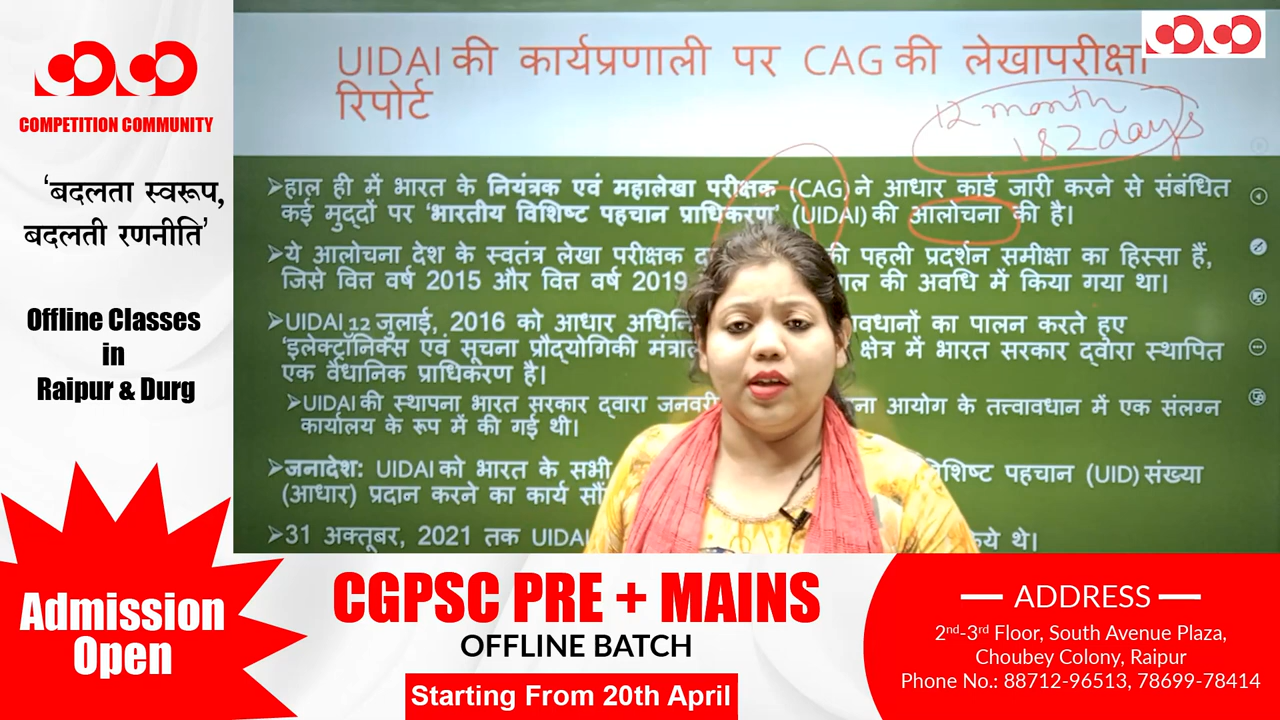 COMPETITION COMMUNITY
'बदलता स्वरूप,
बदलती रणनीति'
Offline Classes
in
Raipur & Durg
Admission
Open
UIDAI की कार्यप्रणाली पर CAG की लेखापरीक्षा
रिपोर्ट
12 month
182 days
➢हाल ही में भारत के नियंत्रक एवं महालेखा परीक्षक (CAG) ने आधार कार्ड जारी करने से संबंधित
कई मुद्दों पर 'भारतीय विशिष्ट पहचान प्राधिकरण' (UIDAI) की आलोचना की है।
➢ये आलोचना देश के स्वतंत्र लेखा परीक्षक की पहली प्रदर्शन समीक्षा का हिस्सा हैं,
जिसे वित्त वर्ष 2015 और वित्त वर्ष 2019 की अवधि में किया गया था।
➢UIDAI 12 जुलाई, 2016 को आधार का पालन करते हुए
'इलेक्ट्रॉनिक्स एवं सूचना प्रौद्योगिकी क्षेत्र में भारत सरकार द्वारा स्थापित
एक वैधानिक प्राधिकरण है।
➢UIDAI की स्थापना भारत सरकार द्वारा आयोग के तत्त्वावधान में एक संलग्न
कार्यालय के रूप में की गई थी।
➢जनादेश: UIDAI को भारत के सभी पहचान (UID) संख्या
(आधार) प्रदान करने का कार्य
➢31 अक्तूबर, 2021 तक थे।
CGPSC PRE + MAINS
OFFLINE BATCH
Starting From 20th April
ADDRESS
2nd-3rd Floor, South Avenue Plaza,
Choubey Colony, Raipur
Phone No.: 88712-96513, 78699-78414